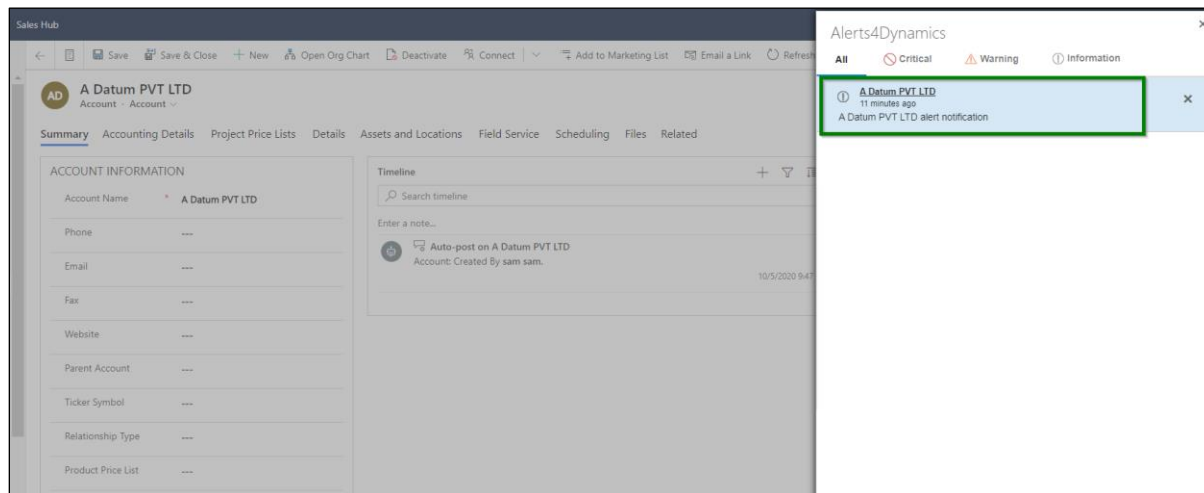 Sales Hub
Save Save & Close New Open Org Chart Deactivate Connect Add to Marketing List Email a Link Refresh
AD
A Datum PVT LTD
Account · Account
Summary Accounting Details Project Price Lists Details Assets and Locations Field Service Scheduling Files Related
ACCOUNT INFORMATION
Account Name * A Datum PVT LTD
Phone ---
Email ---
Fax ---
Website ---
Parent Account ---
Ticker Symbol ---
Relationship Type ---
Product Price List ---
Timeline
Search timeline
Enter a note...
Auto-post on A Datum PVT LTD
Account: Created By sam sam.
10/5/2020 9:47
Alerts4Dynamics
All Critical Warning Information
A Datum PVT LTD
11 minutes ago
A Datum PVT LTD alert notification